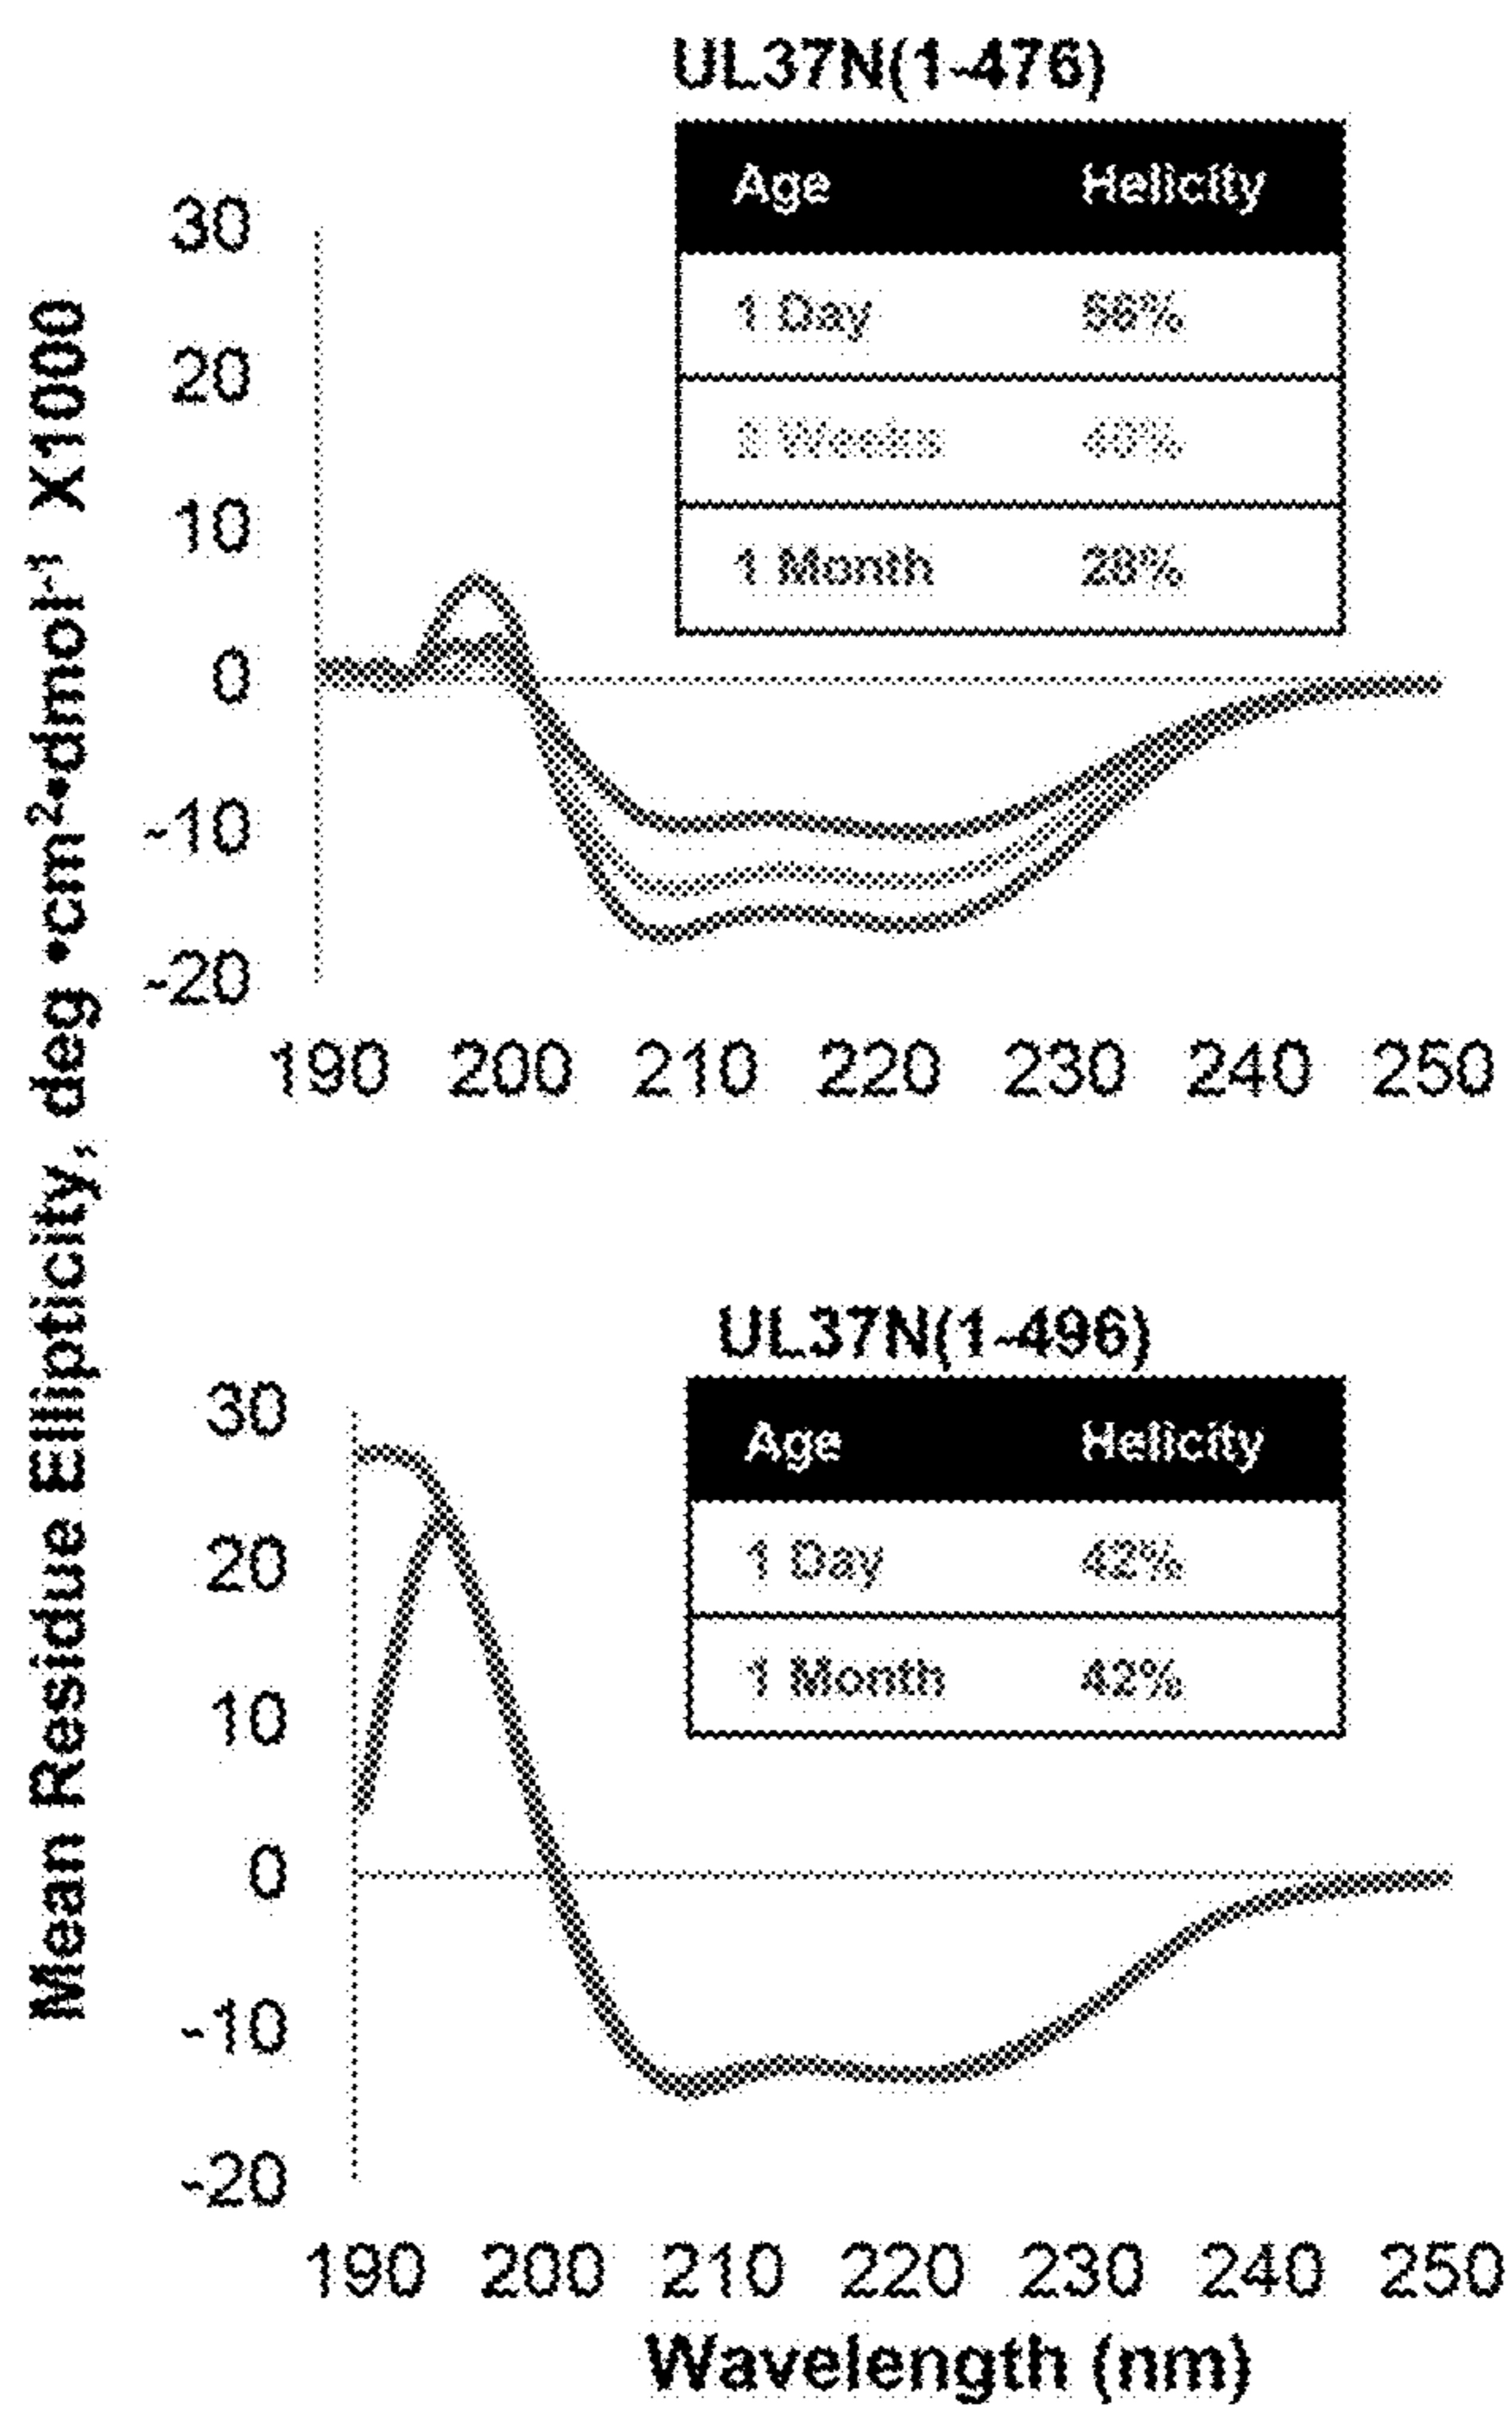 Mean Residue Ellipticity, deg •cm²•dmol⁻¹ X1000
UL37N(1-476)
Age Helicity
1 Day 56%
Weeks
1 Month 28%
30
20
10
0
-10
-20
190 200 210 220 230 240 250
UL37N(1-496)
Age Helicity
1 Day 42%
1 Month 42%
30
20
10
0
-10
-20
190 200 210 220 230 240 250
Wavelength (nm)